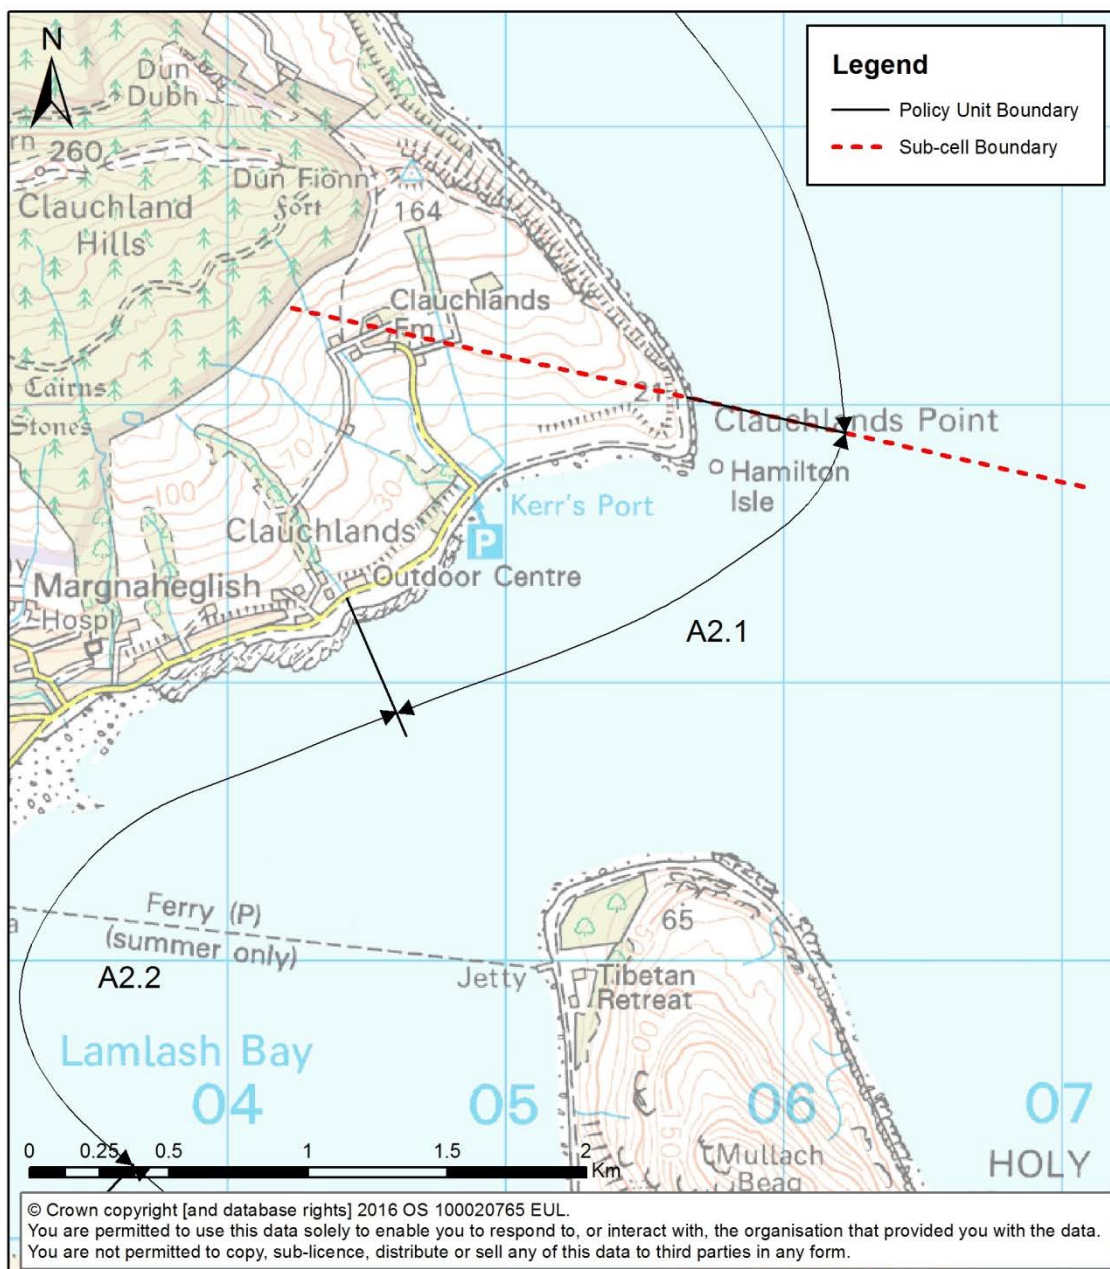 N
Legend
Policy Unit Boundary
Sub-cell Boundary
Dun
Dubh
260
Clauchland
Hills
Dun Fionn
fort
164
Clauchlands
Fm
Cairns
Stones
21
Clauchlands Point
Hamilton
Isle
100
30
Kerr's Port
P
Clauchlands
Outdoor Centre
Margnaheglish
Hospl
A2.1
65
Ferry (P)
(summer only)
A2.2
Jetty
Tibetan
Retreat
Lamlash Bay
04
05
06
07
100
150
Mullach
Beag
HOLY
0
0.25
0.5
1
1.5
2
Km
© Crown copyright [and database rights] 2016 OS 100020765 EUL.
You are permitted to use this data solely to enable you to respond to, or interact with, the organisation that provided you with the data.
You are not permitted to copy, sub-licence, distribute or sell any of this data to third parties in any form.